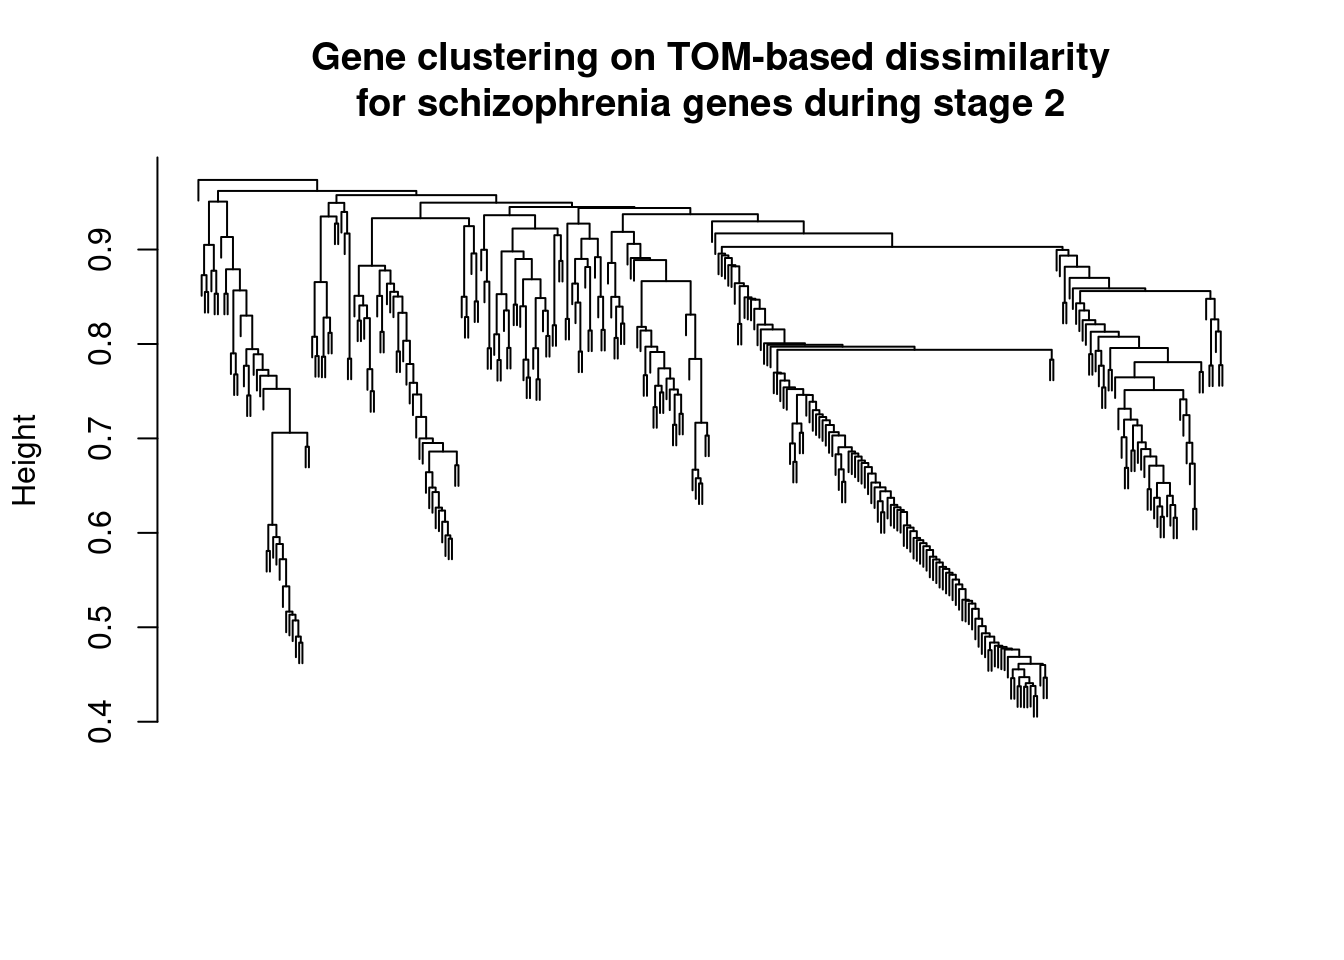 Gene clustering on TOM-based dissimilarity
for schizophrenia genes during stage 2
Height
0.9
0.8
0.7
0.6
0.5
0.4